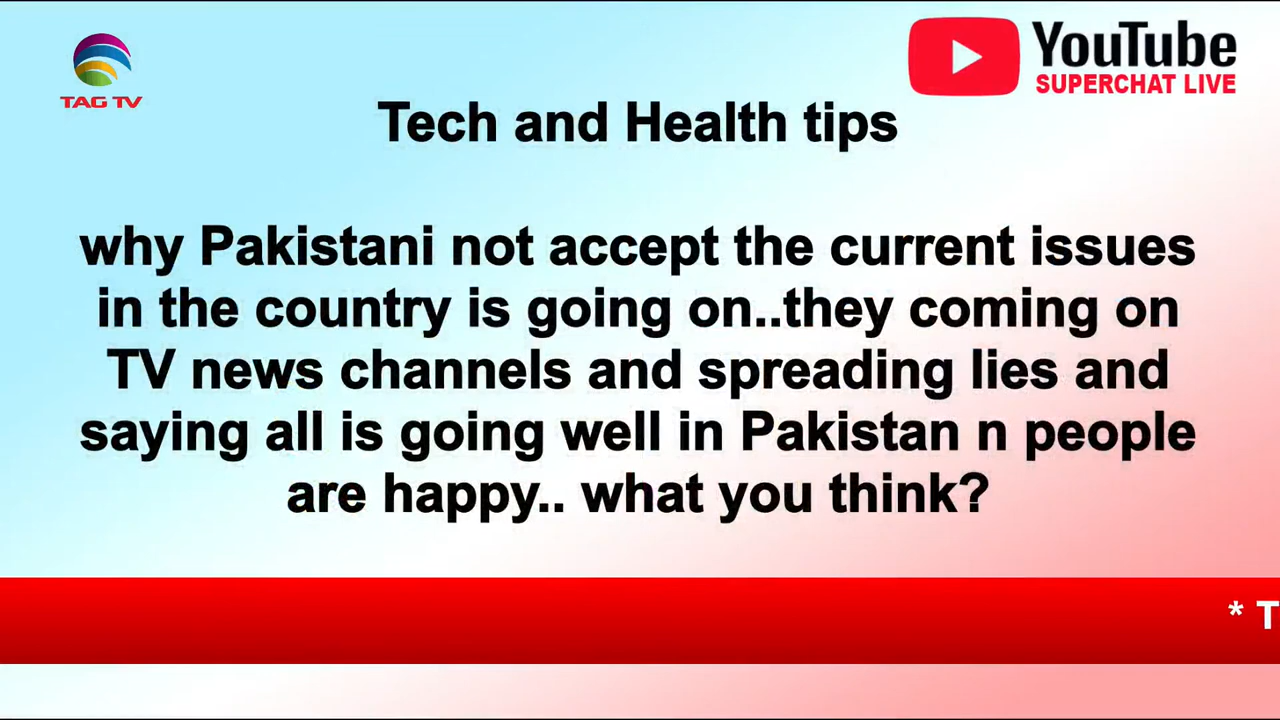 TAG TV
YouTube
SUPERCHAT LIVE
Tech and Health tips
why Pakistani not accept the current issues
in the country is going on..they coming on
TV news channels and spreading lies and
saying all is going well in Pakistan n people
are happy.. what you think?
* T